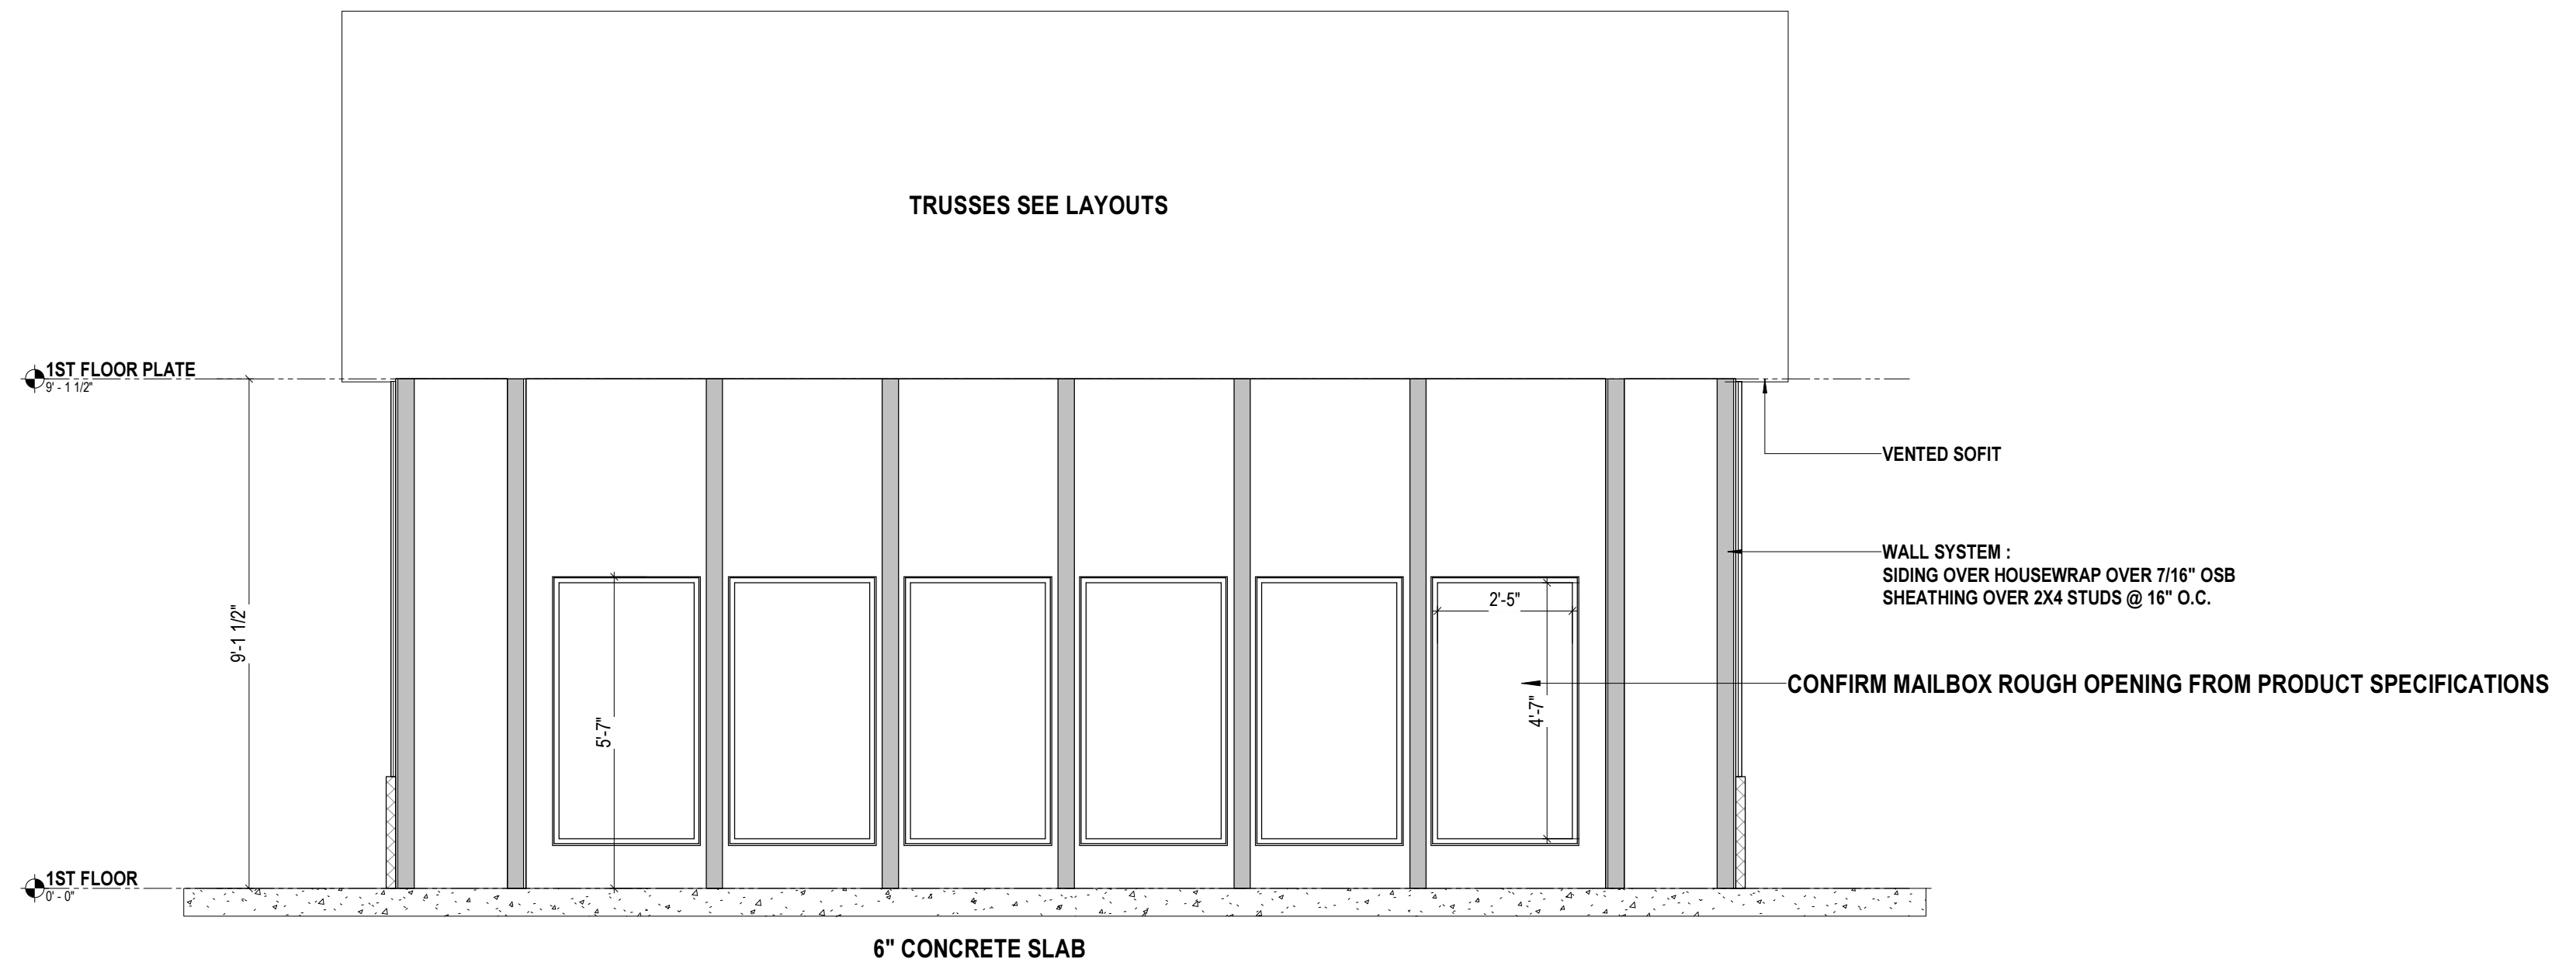 TRUSSES SEE LAYOUTS
1ST FLOOR PLATE
9' - 1 1/2"
VENTED SOFIT
WALL SYSTEM :
SIDING OVER HOUSEWRAP OVER 7/16" OSB
SHEATHING OVER 2X4 STUDS @ 16" O.C.
2'-5"
9'-1 1/2"
CONFIRM MAILBOX ROUGH OPENING FROM PRODUCT SPECIFICATIONS
5'-7"
4'-7"
1ST FLOOR
0' - 0"
6" CONCRETE SLAB